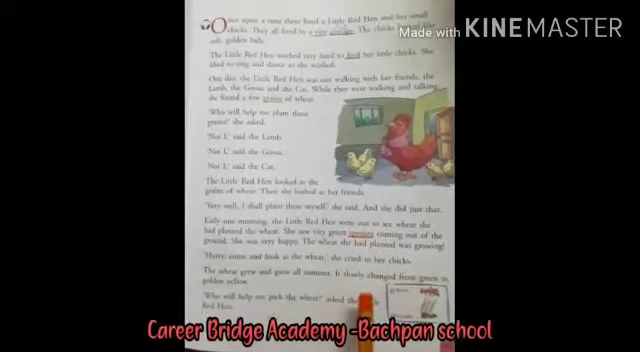 Made with KINEMASTER
Once upon a time there lived a Little Red Hen and her small
chicks. They all lived in a The chicks looked like
soft golden balls.
The Little Red Hen worked very hard to feed her little chicks. She
liked to sing and dance as she worked.
One day, the Little Red Hen was out walking with her friends, the
Lamb, the Goose and the Cat. While they were walking and talking,
she found a few grains of wheat.
'Who will help me plant these
grains?' she asked.
'Not I,' said the Lamb.
'Not I,' said the Goose.
'Not I,' said the Cat.
The Little Red Hen looked at the
grains of wheat. Then she looked at her friends.
'Very well, I shall plant these myself,' she said. And she did just that.
Early one morning, the Little Red Hen went out to see where she
had planted the wheat. She saw tiny green sprouts coming out of the
ground. She was very happy. The wheat she had planted was growing!
'Hurry, come and look at the wheat,' she cried to her chicks.
The wheat grew and grew all summer. It slowly changed from green to
golden yellow.
'Who will help me pick the wheat?' asked the
Red Hen.
Career Bridge Academy -Bachpan school